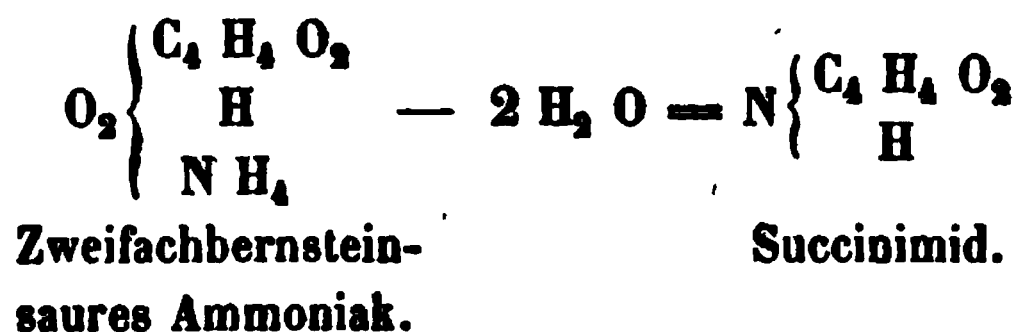 C₄ H₄ O₂
O₂ { H — 2 H₂ O = N { C₄ H₄ O₂
N H₄ H
Zweifachbernstein- Succinimid.
saures Ammoniak.